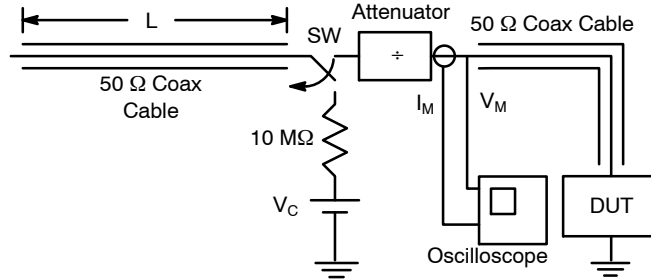 L
SW
Attenuator
50 Ω Coax Cable
÷
50 Ω Coax
Cable
I_M
V_M
10 MΩ
V_C
DUT
Oscilloscope